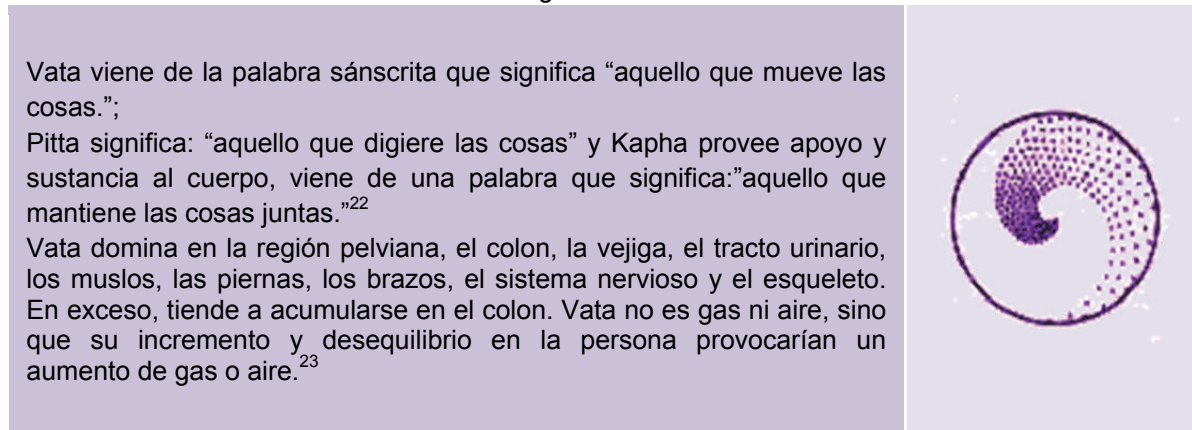 Vata viene de la palabra sánscrita que significa “aquello que mueve las
cosas.”;
Pitta significa: “aquello que digiere las cosas” y Kapha provee apoyo y
sustancia al cuerpo, viene de una palabra que significa:”aquello que
mantiene las cosas juntas.”22
Vata domina en la región pelviana, el colon, la vejiga, el tracto urinario,
los muslos, las piernas, los brazos, el sistema nervioso y el esqueleto.
En exceso, tiende a acumularse en el colon. Vata no es gas ni aire, sino
que su incremento y desequilibrio en la persona provocarían un
aumento de gas o aire.23